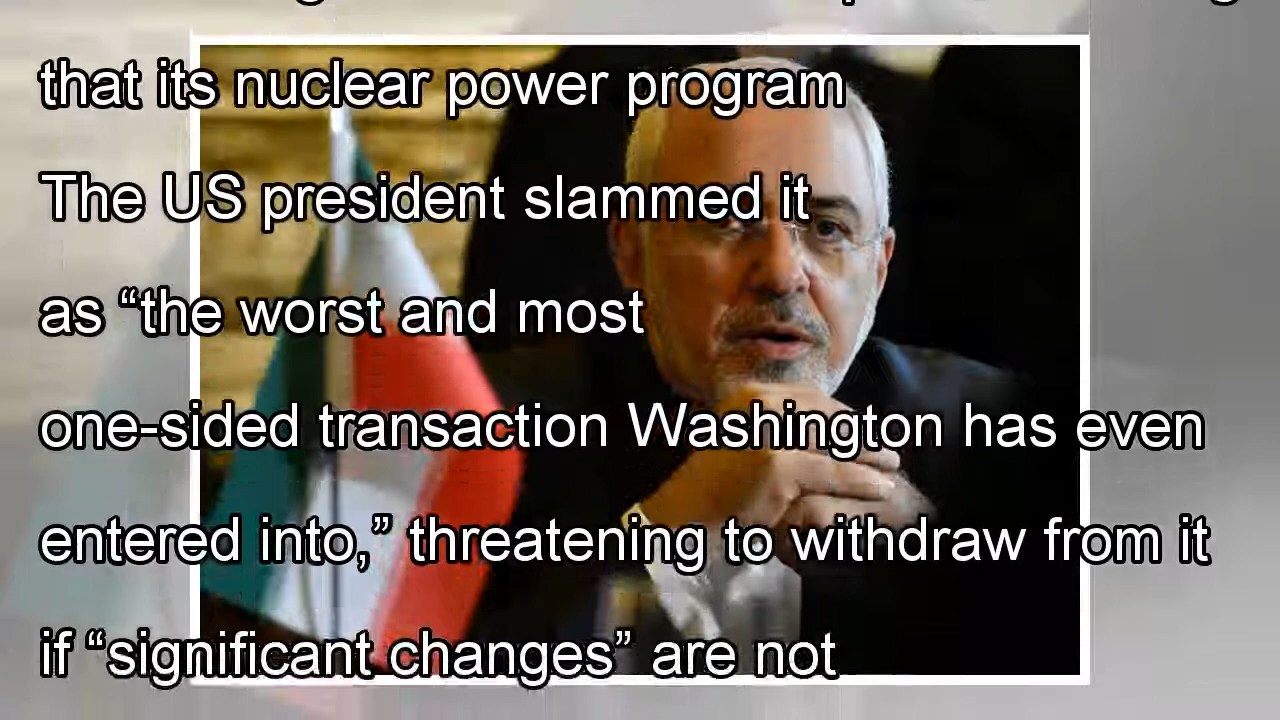 that its nuclear power program
The US president slammed it
as “the worst and most
one-sided transaction Washington has even
entered into,” threatening to withdraw from it
if “significant changes” are not